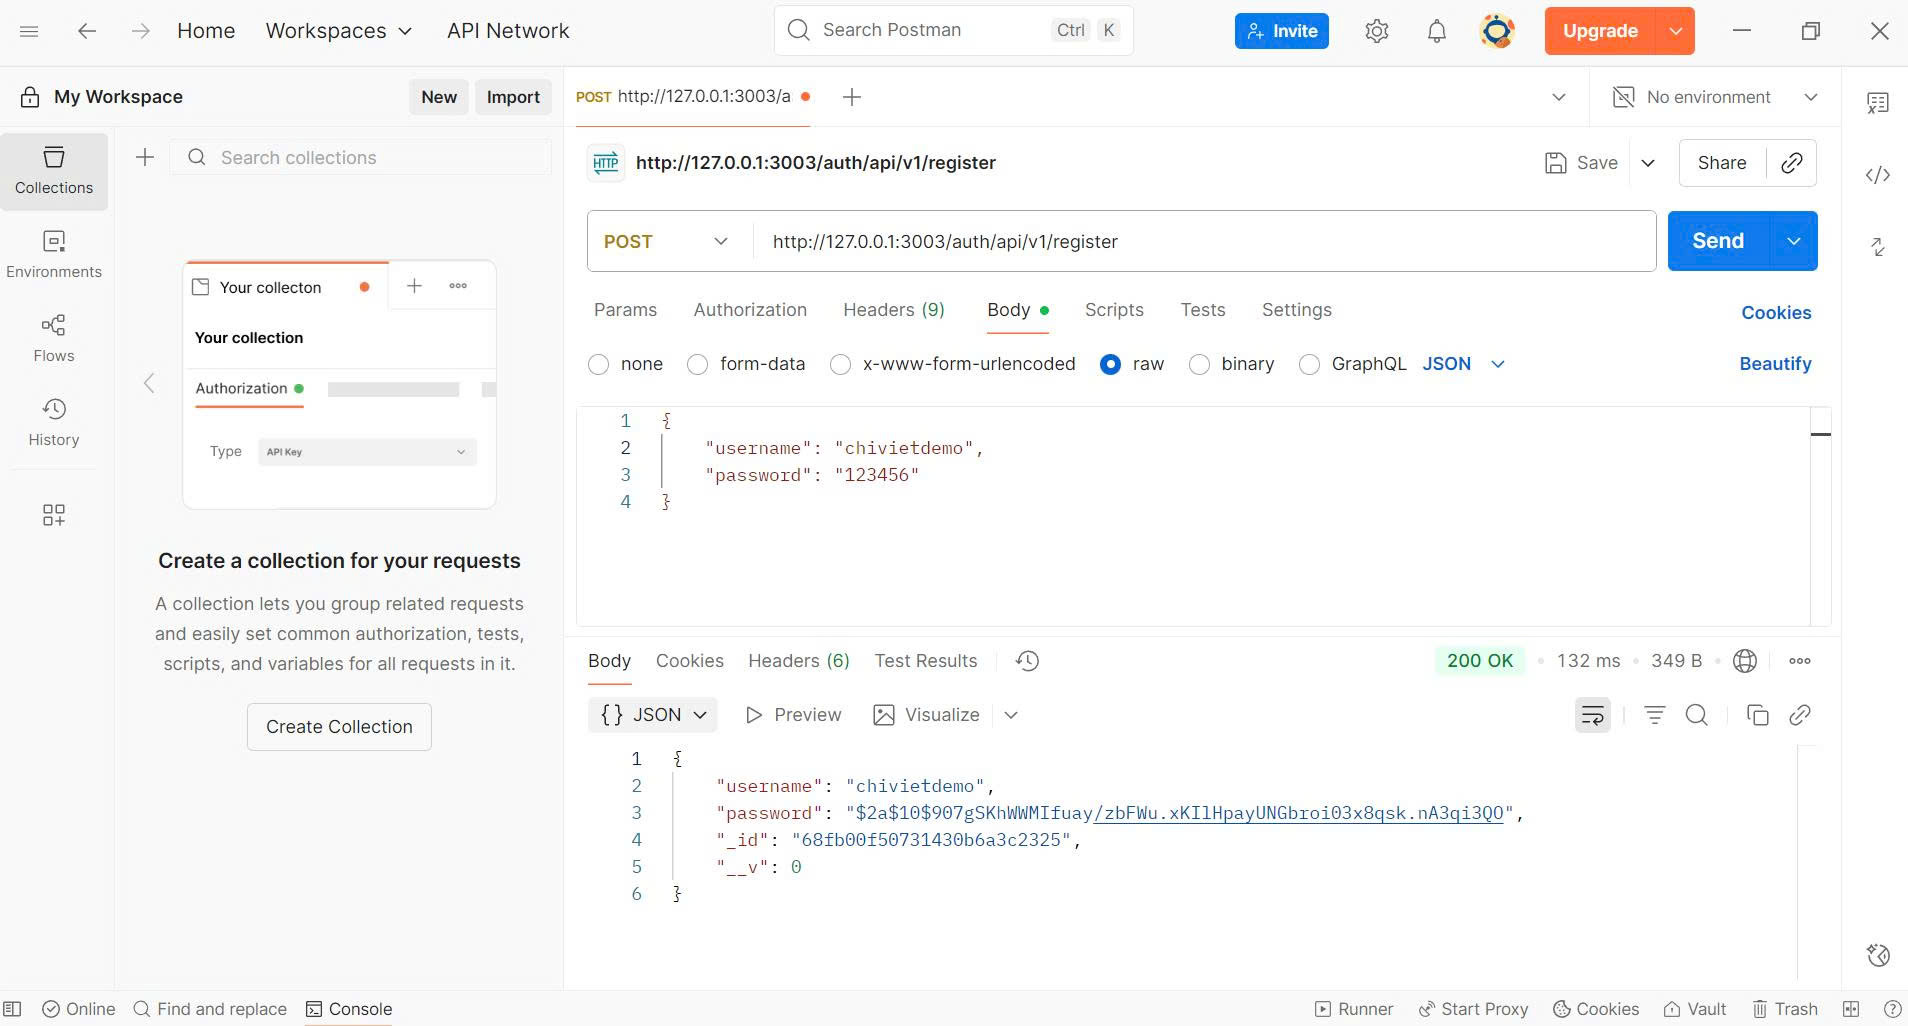 Home Workspaces API Network Search Postman Ctrl K Invite Upgrade
My Workspace New Import POST http://127.0.0.1:3003/a No environment
Search collections
Collections
Environments
Flows
History
Your collecton
Your collection
Authorization
Type API Key
Create a collection for your requests
A collection lets you group related requests
and easily set common authorization, tests,
scripts, and variables for all requests in it.
Create Collection
HTTP http://127.0.0.1:3003/auth/api/v1/register Save Share
POST http://127.0.0.1:3003/auth/api/v1/register Send
Params Authorization Headers (9) Body Scripts Tests Settings Cookies
none form-data x-www-form-urlencoded raw binary GraphQL JSON Beautify
1 {
2 "username": "chivietdemo",
3 "password": "123456"
4 }
Body Cookies Headers (6) Test Results 200 OK 132 ms 349 B
{} JSON Preview Visualize
1 {
2 "username": "chivietdemo",
3 "password": "$2a$10$907gSKhWWMIfuay/zbFWu.xKIlHpayUNGbroi03x8qsk.nA3qi3QO",
4 "_id": "68fb00f50731430b6a3c2325",
5 "__v": 0
6 }
Online Find and replace Console Runner Start Proxy Cookies Vault Trash